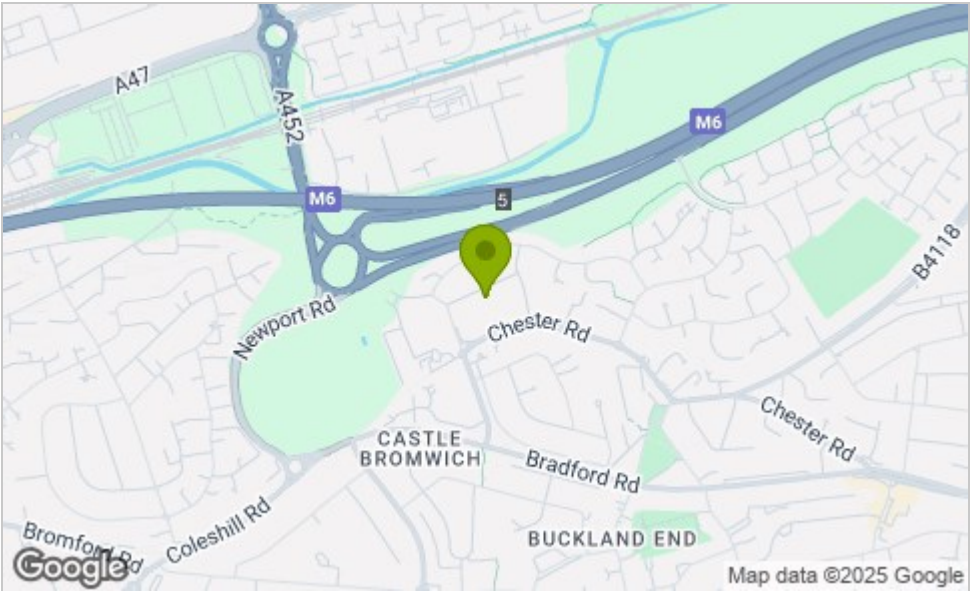 A47
A452
M6
M6
5
B4118
Newport Rd
Chester Rd
Chester Rd
CASTLE
BROMWICH
Bradford Rd
Coleshill Rd
BUCKLAND END
Bromford Rd
Google
Map data ©2025 Google